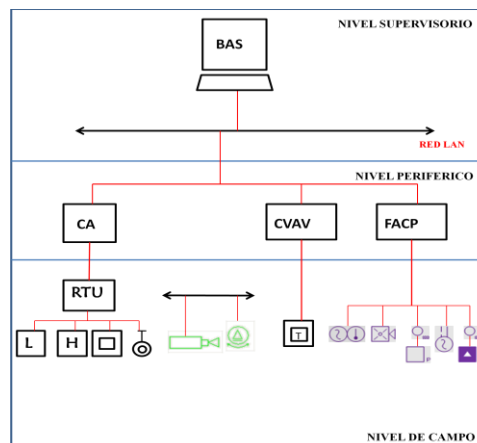 NIVEL SUPERVISORIO
BAS
RED LAN
NIVEL PERIFERICO
CA
CVAV
FACP
RTU
L
H
T
P
NIVEL DE CAMPO